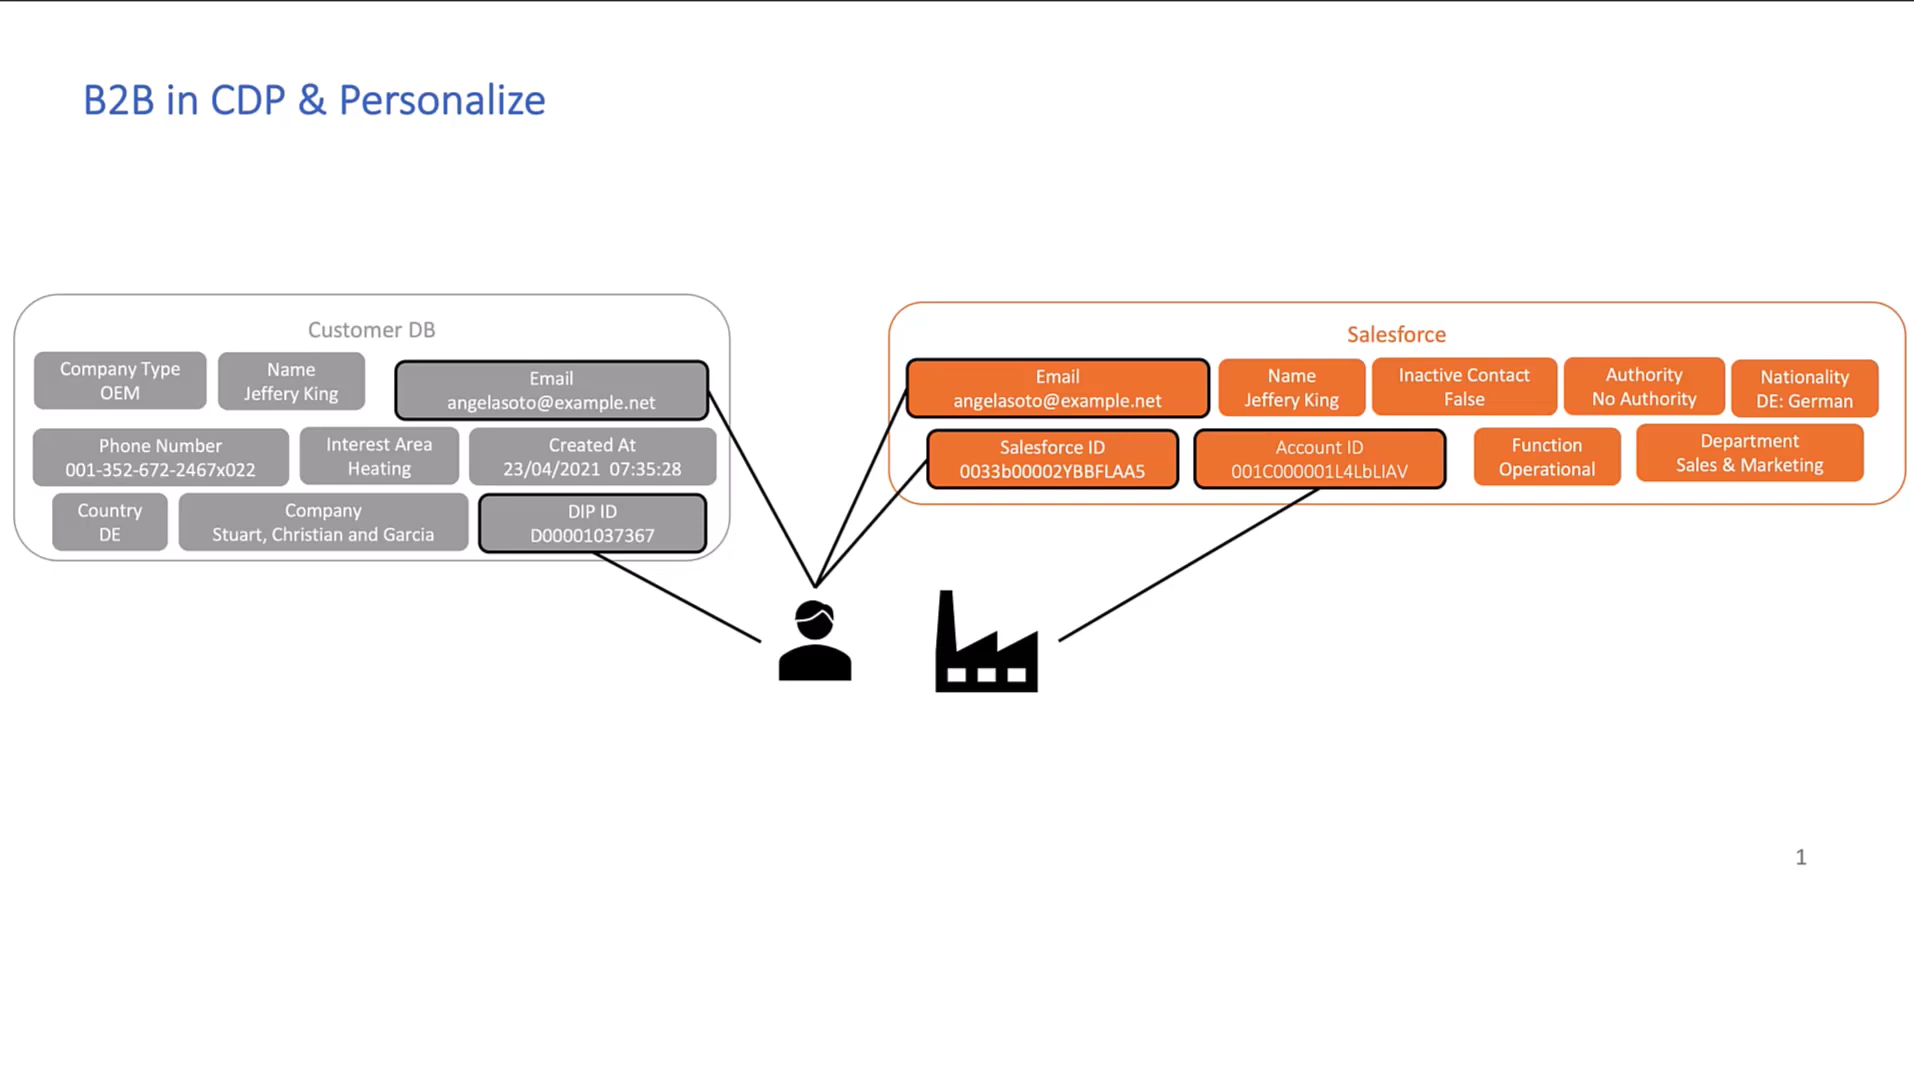 B2B in CDP & Personalize
Customer DB
Company Type
OEM
Name
Jeffery King
Email
angelasoto@example.net
Phone Number
001-352-672-2467x022
Interest Area
Heating
Created At
23/04/2021 07:35:28
Country
DE
Company
Stuart, Christian and Garcia
DIP ID
D00001037367
Salesforce
Email
angelasoto@example.net
Name
Jeffery King
Inactive Contact
False
Authority
No Authority
Nationality
DE: German
Salesforce ID
0033b00002YBBFLAA5
Account ID
001C000001L4LbLIAV
Function
Operational
Department
Sales & Marketing
1